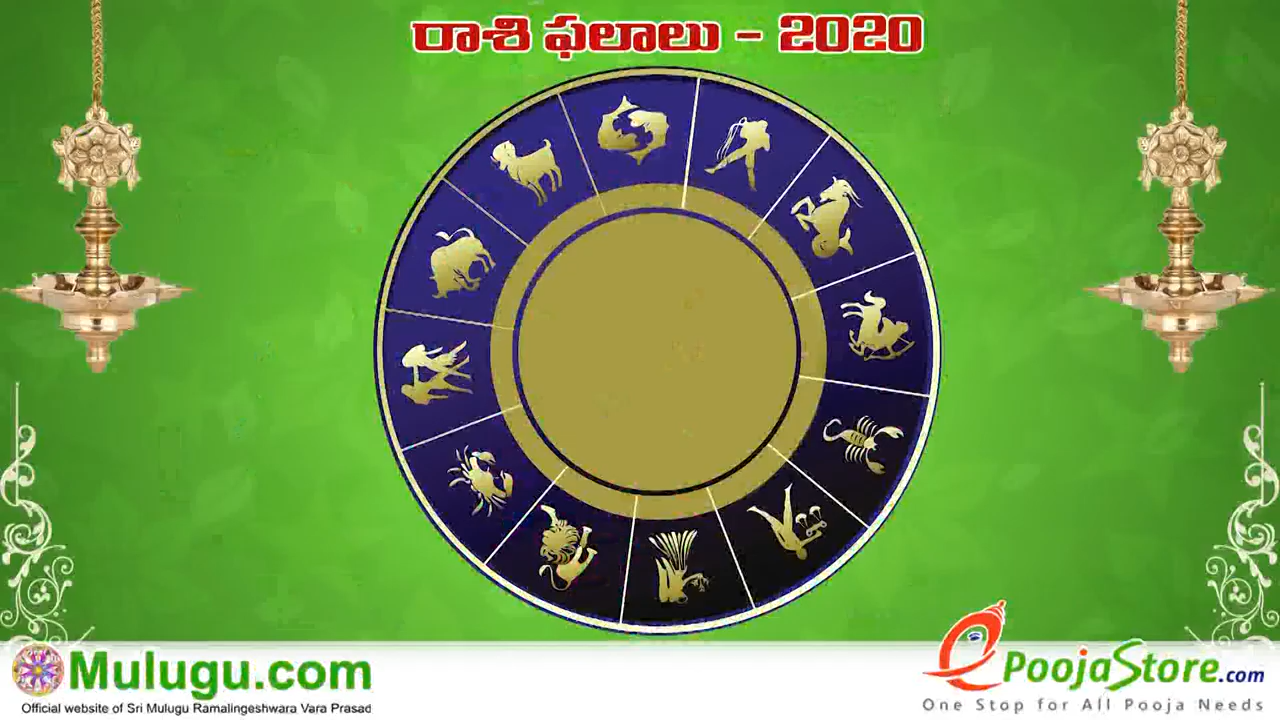 రాశి ఫలాలు - 2020
Mulugu.com
Official website of Sri Mulugu Ramalingeshwara Vara Prasad
ePoojaStore.com
One Stop for All Pooja Needs